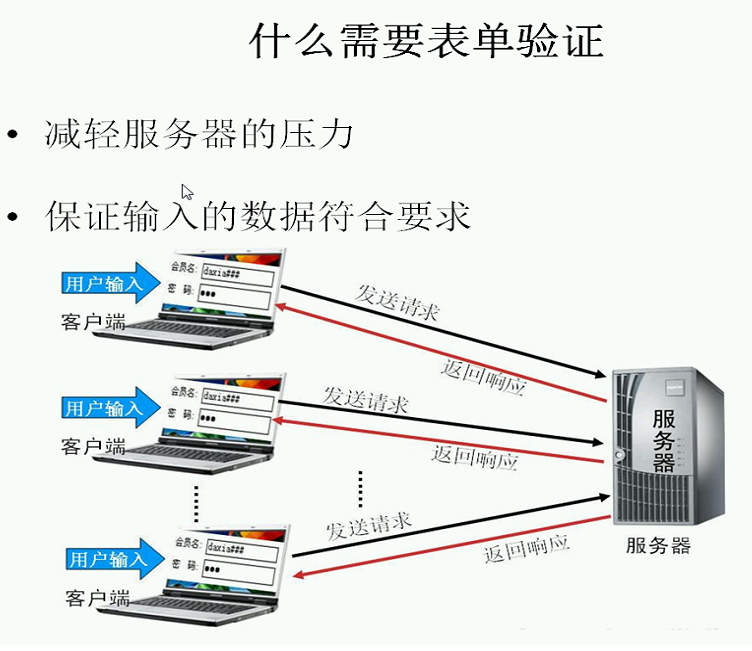 什么需要表单验证
• 减轻服务器的压力
• 保证输入的数据符合要求
用户输入
会员名: daxia###
密 码: •••
客户端
发送请求
返回响应
用户输入
会员名: daxia###
密 码: •••
客户端
发送请求
返回响应
服务器
服务器
用户输入
会员名: daxia###
密 码: •••
客户端
发送请求
返回响应